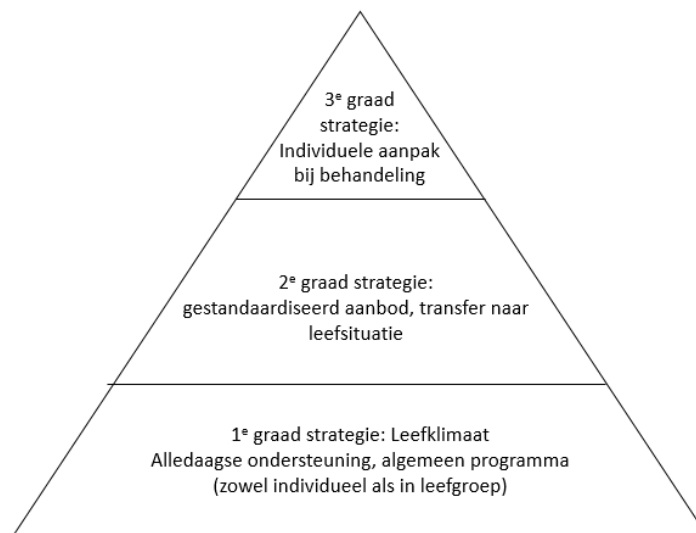 3ᵉ graad
strategie:
Individuele aanpak
bij behandeling
2ᵉ graad strategie:
gestandaardiseerd aanbod, transfer naar
leefsituatie
1ᵉ graad strategie: Leefklimaat
Alledaagse ondersteuning, algemeen programma
(zowel individueel als in leefgroep)